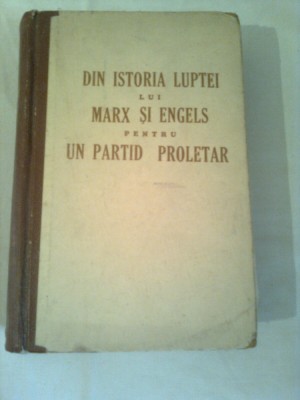 DIN ISTORIA LUPTEI
LUI
MARX ȘI ENGELS
PENTRU
UN PARTID PROLETAR